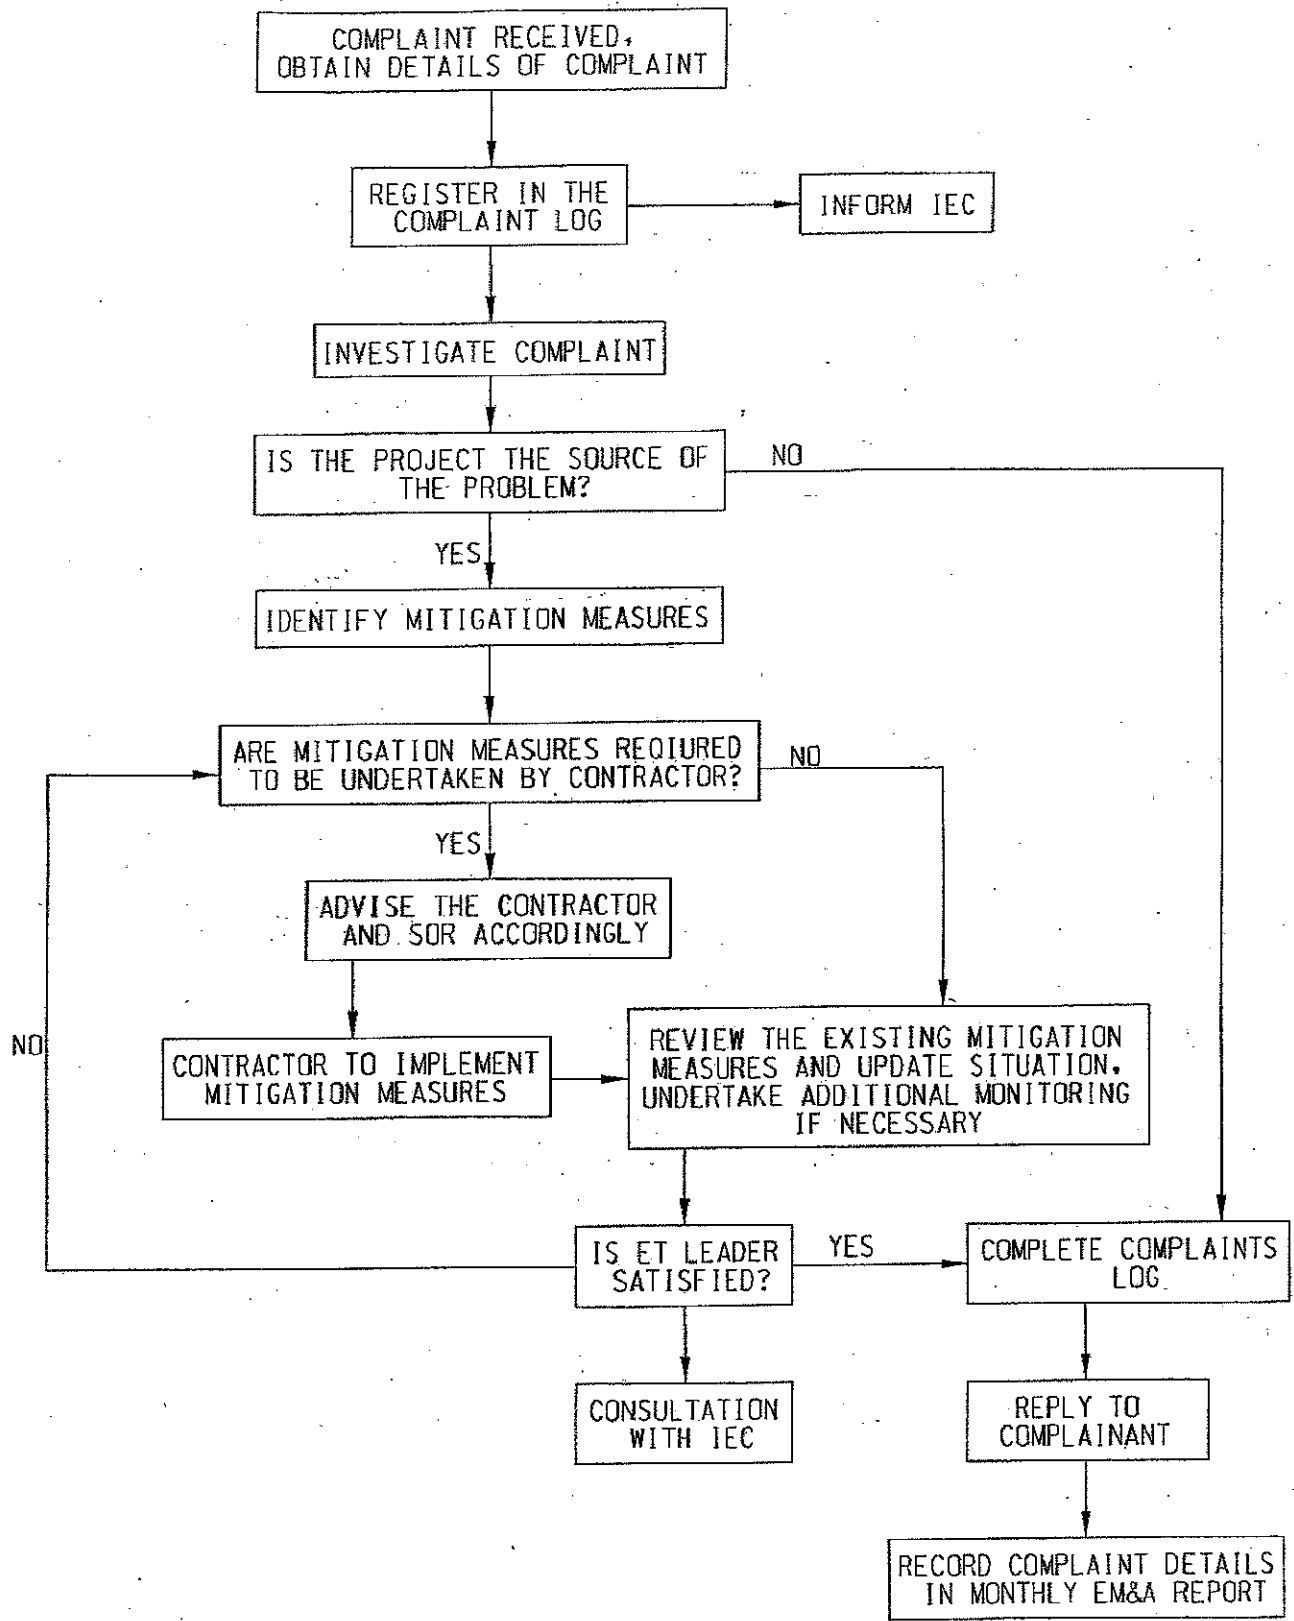 COMPLAINT RECEIVED,
OBTAIN DETAILS OF COMPLAINT
REGISTER IN THE
COMPLAINT LOG
INFORM IEC
INVESTIGATE COMPLAINT
IS THE PROJECT THE SOURCE OF
THE PROBLEM?
NO
YES
IDENTIFY MITIGATION MEASURES
ARE MITIGATION MEASURES REQIURED
TO BE UNDERTAKEN BY CONTRACTOR?
NO
YES
ADVISE THE CONTRACTOR
AND SOR ACCORDINGLY
NO
CONTRACTOR TO IMPLEMENT
MITIGATION MEASURES
REVIEW THE EXISTING MITIGATION
MEASURES AND UPDATE SITUATION.
UNDERTAKE ADDITIONAL MONITORING
IF NECESSARY
IS ET LEADER
SATISFIED?
YES
COMPLETE COMPLAINTS
LOG
CONSULTATION
WITH IEC
REPLY TO
COMPLAINANT
RECORD COMPLAINT DETAILS
IN MONTHLY EM&A REPORT